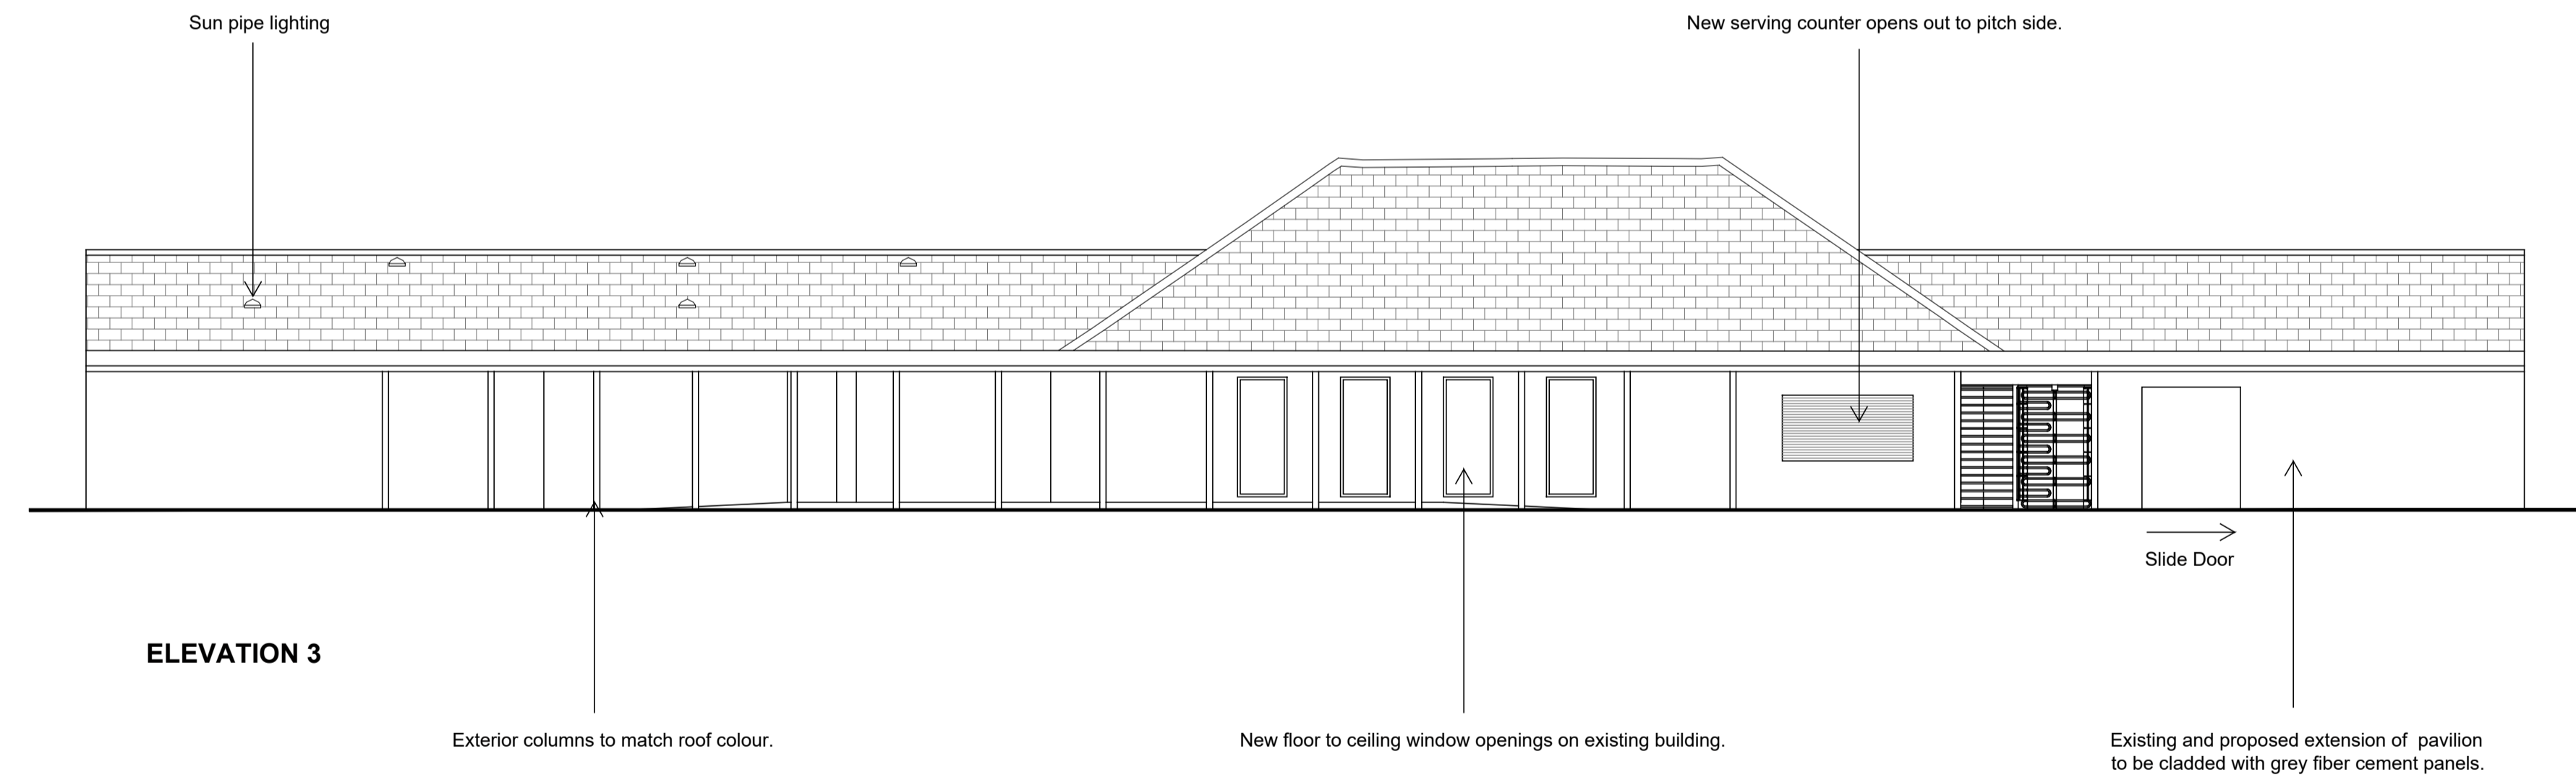 Sun pipe lighting
New serving counter opens out to pitch side.
Slide Door
ELEVATION 3
Exterior columns to match roof colour.
New floor to ceiling window openings on existing building.
Existing and proposed extension of pavilion
to be cladded with grey fiber cement panels.